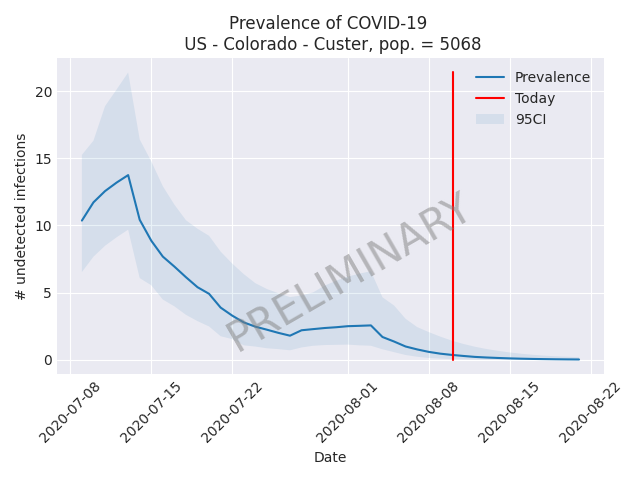 Prevalence of COVID-19
US - Colorado - Custer, pop. = 5068
# undetected infections
20
15
10
5
0
Prevalence
Today
95CI
PRELIMINARY
2020-07-08
2020-07-15
2020-07-22
2020-08-01
2020-08-08
2020-08-15
2020-08-22
Date